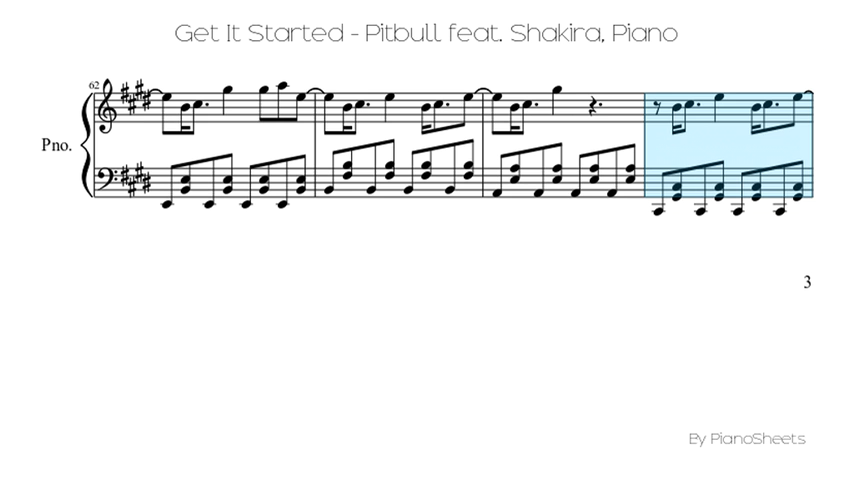 Get It Started - Pitbull feat. Shakira, Piano
62
Pno.
3
By PianoSheets